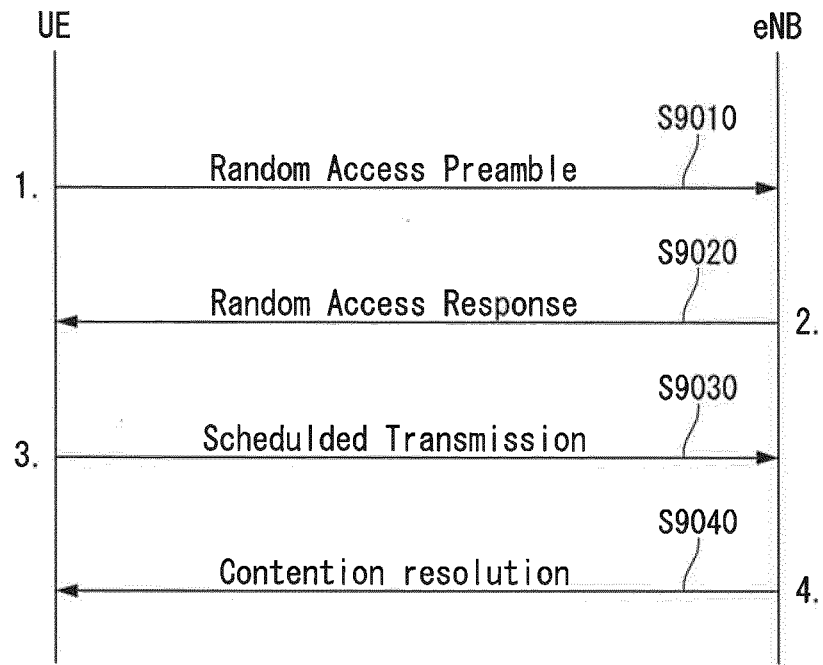 UE
eNB
S9010
1. Random Access Preamble
S9020
Random Access Response 2.
S9030
3. Schedulded Transmission
S9040
Contention resolution 4.